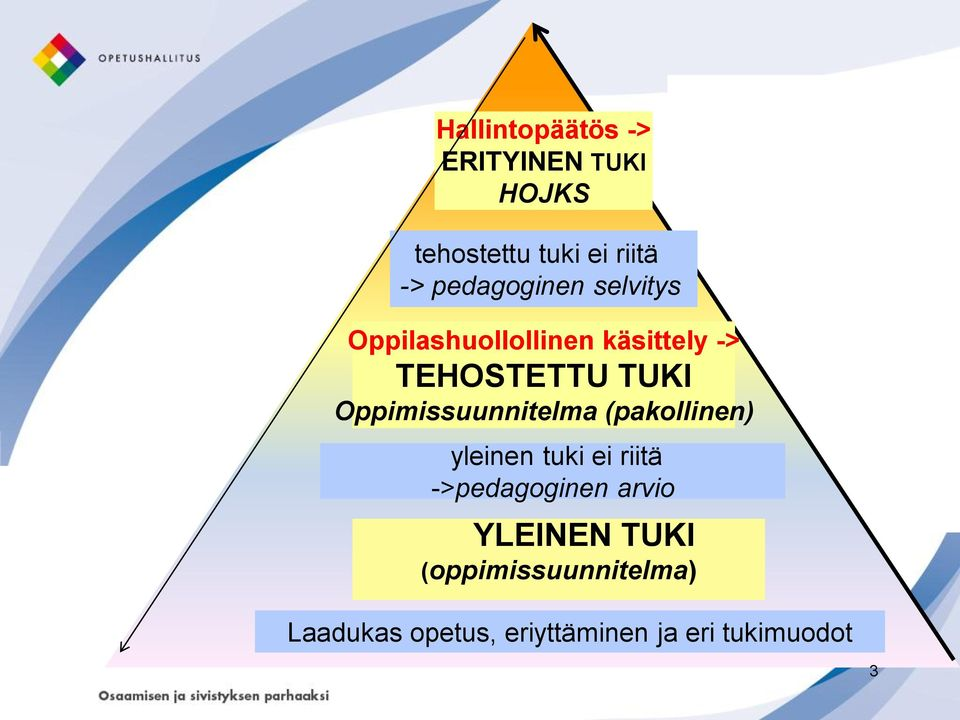 OPETUSHALLITUS
Hallintopäätös ->
ERITYINEN TUKI
HOJKS
tehostettu tuki ei riitä
-> pedagoginen selvitys
Oppilashuollollinen käsittely ->
TEHOSTETTU TUKI
Oppimissuunnitelma (pakollinen)
yleinen tuki ei riitä
->pedagoginen arvio
YLEINEN TUKI
(oppimissuunnitelma)
Laadukas opetus, eriyttäminen ja eri tukimuodot
3
Osaamisen ja sivistyksen parhaaksi